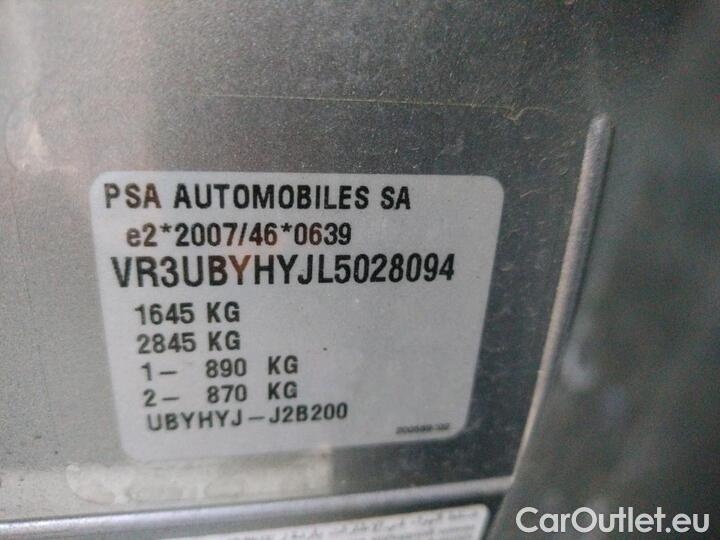 PSA AUTOMOBILES SA
e2*2007/46*0639
VR3UBYHYJL5028094
1645 KG
2845 KG
1- 890 KG
2- 870 KG
UBYHYJ-J2B200
CarOutlet.eu